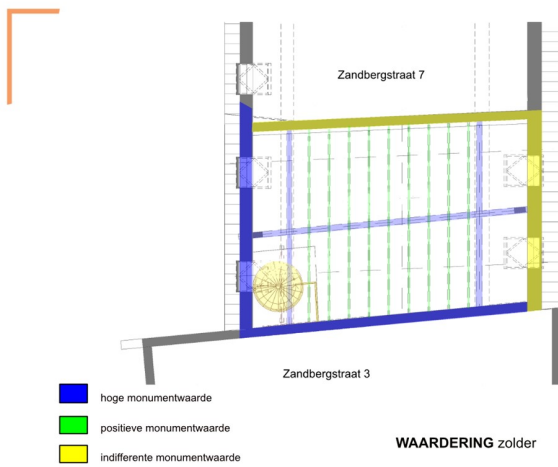 Zandbergstraat 7
Zandbergstraat 3
hoge monumentwaarde
positieve monumentwaarde
indifferente monumentwaarde
WAARDERING zolder